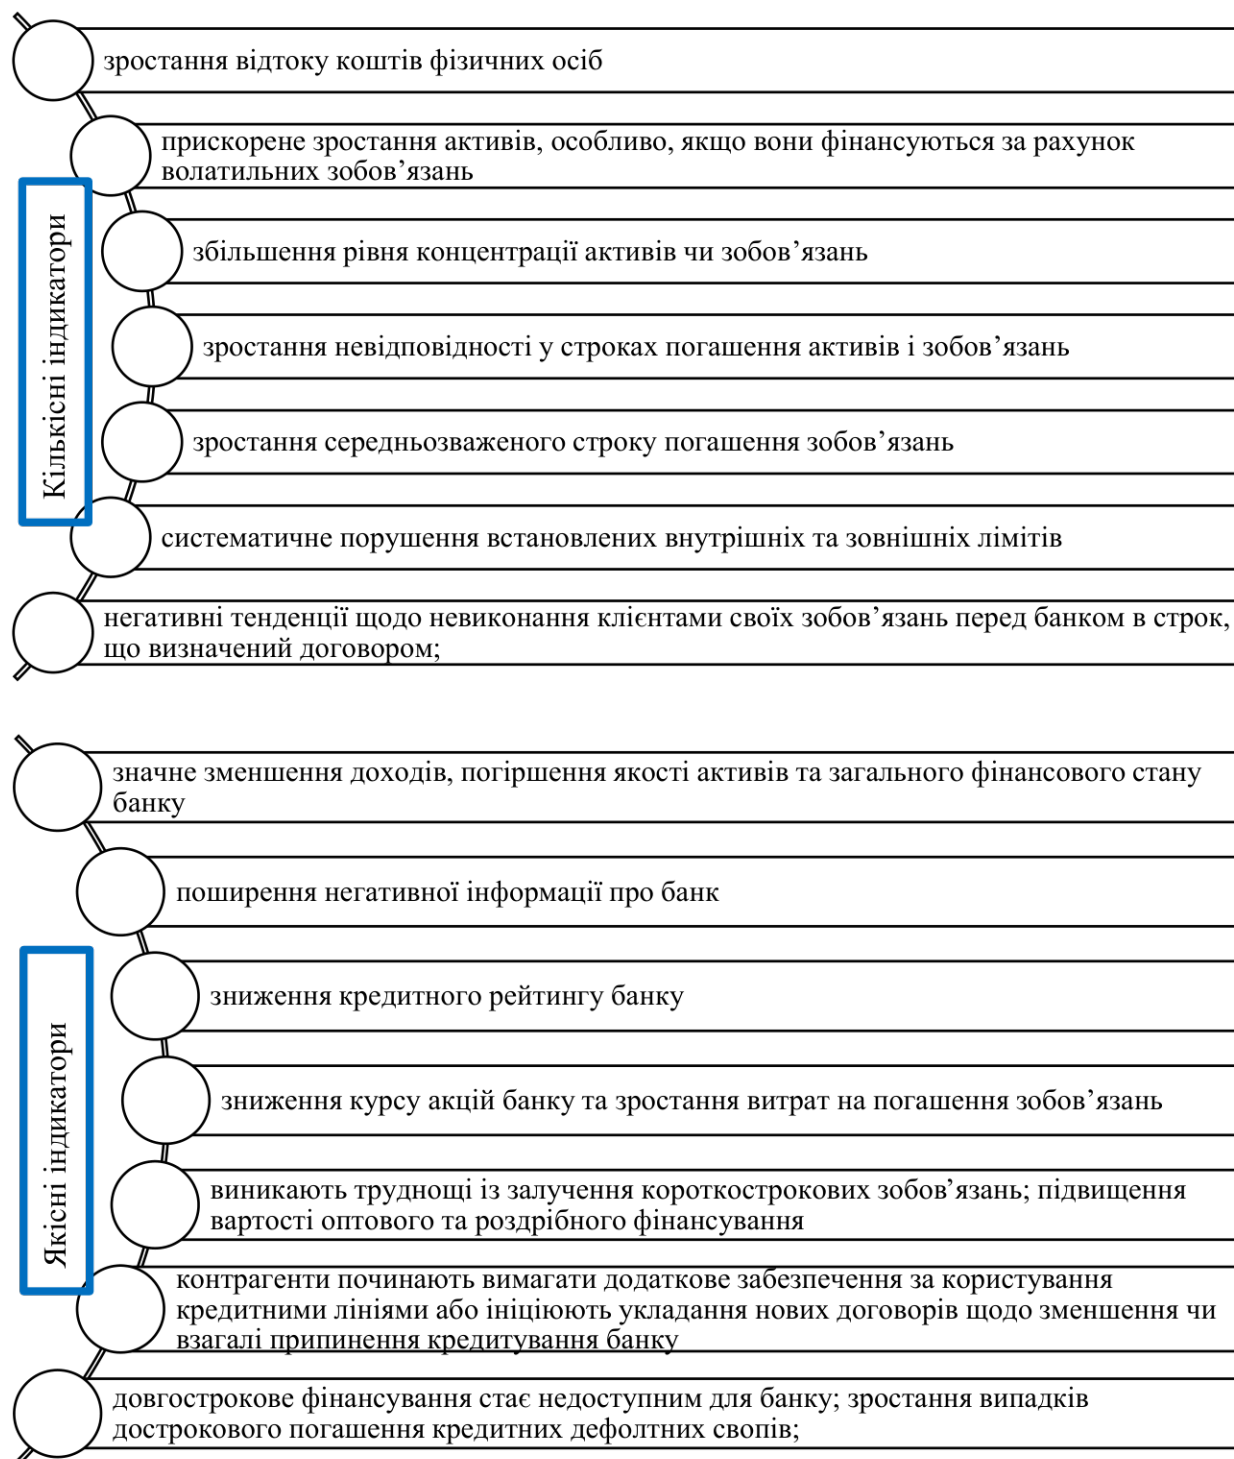 зростання відтоку коштів фізичних осіб
прискорене зростання активів, особливо, якщо вони фінансуються за рахунок
волатильних зобов’язань
збільшення рівня концентрації активів чи зобов’язань
зростання невідповідності у строках погашення активів і зобов’язань
зростання середньозваженого строку погашення зобов’язань
систематичне порушення встановлених внутрішніх та зовнішніх лімітів
негативні тенденції щодо невиконання клієнтами своїх зобов’язань перед банком в строк,
що визначений договором;
Кількісні індикатори
значне зменшення доходів, погіршення якості активів та загального фінансового стану
банку
поширення негативної інформації про банк
зниження кредитного рейтингу банку
зниження курсу акцій банку та зростання витрат на погашення зобов’язань
виникають труднощі із залучення короткострокових зобов’язань; підвищення
вартості оптового та роздрібного фінансування
контрагенти починають вимагати додаткове забезпечення за користування
кредитними лініями або ініціюють укладання нових договорів щодо зменшення чи
взагалі припинення кредитування банку
довгострокове фінансування стає недоступним для банку; зростання випадків
дострокового погашення кредитних дефолтних свопів;
Якісні індикатори